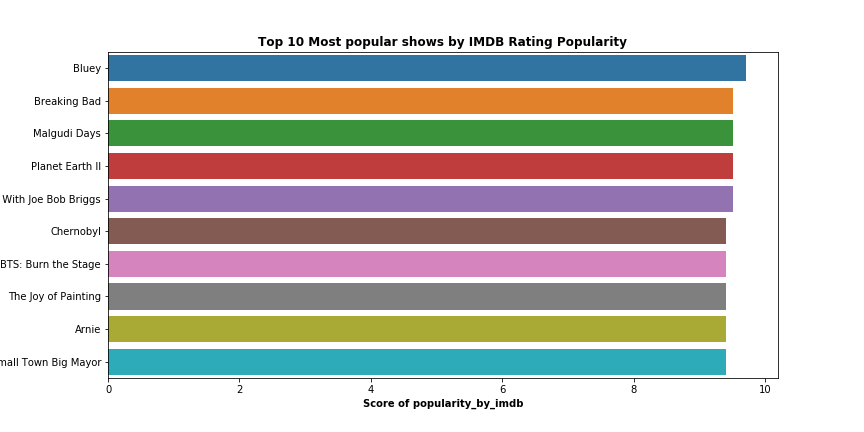 Top 10 Most popular shows by IMDB Rating Popularity
Bluey
Breaking Bad
Malgudi Days
Planet Earth II
With Joe Bob Briggs
Chernobyl
BTS: Burn the Stage
The Joy of Painting
Arnie
Town Big Mayor
0 2 4 6 8 10
Score of popularity_by_imdb